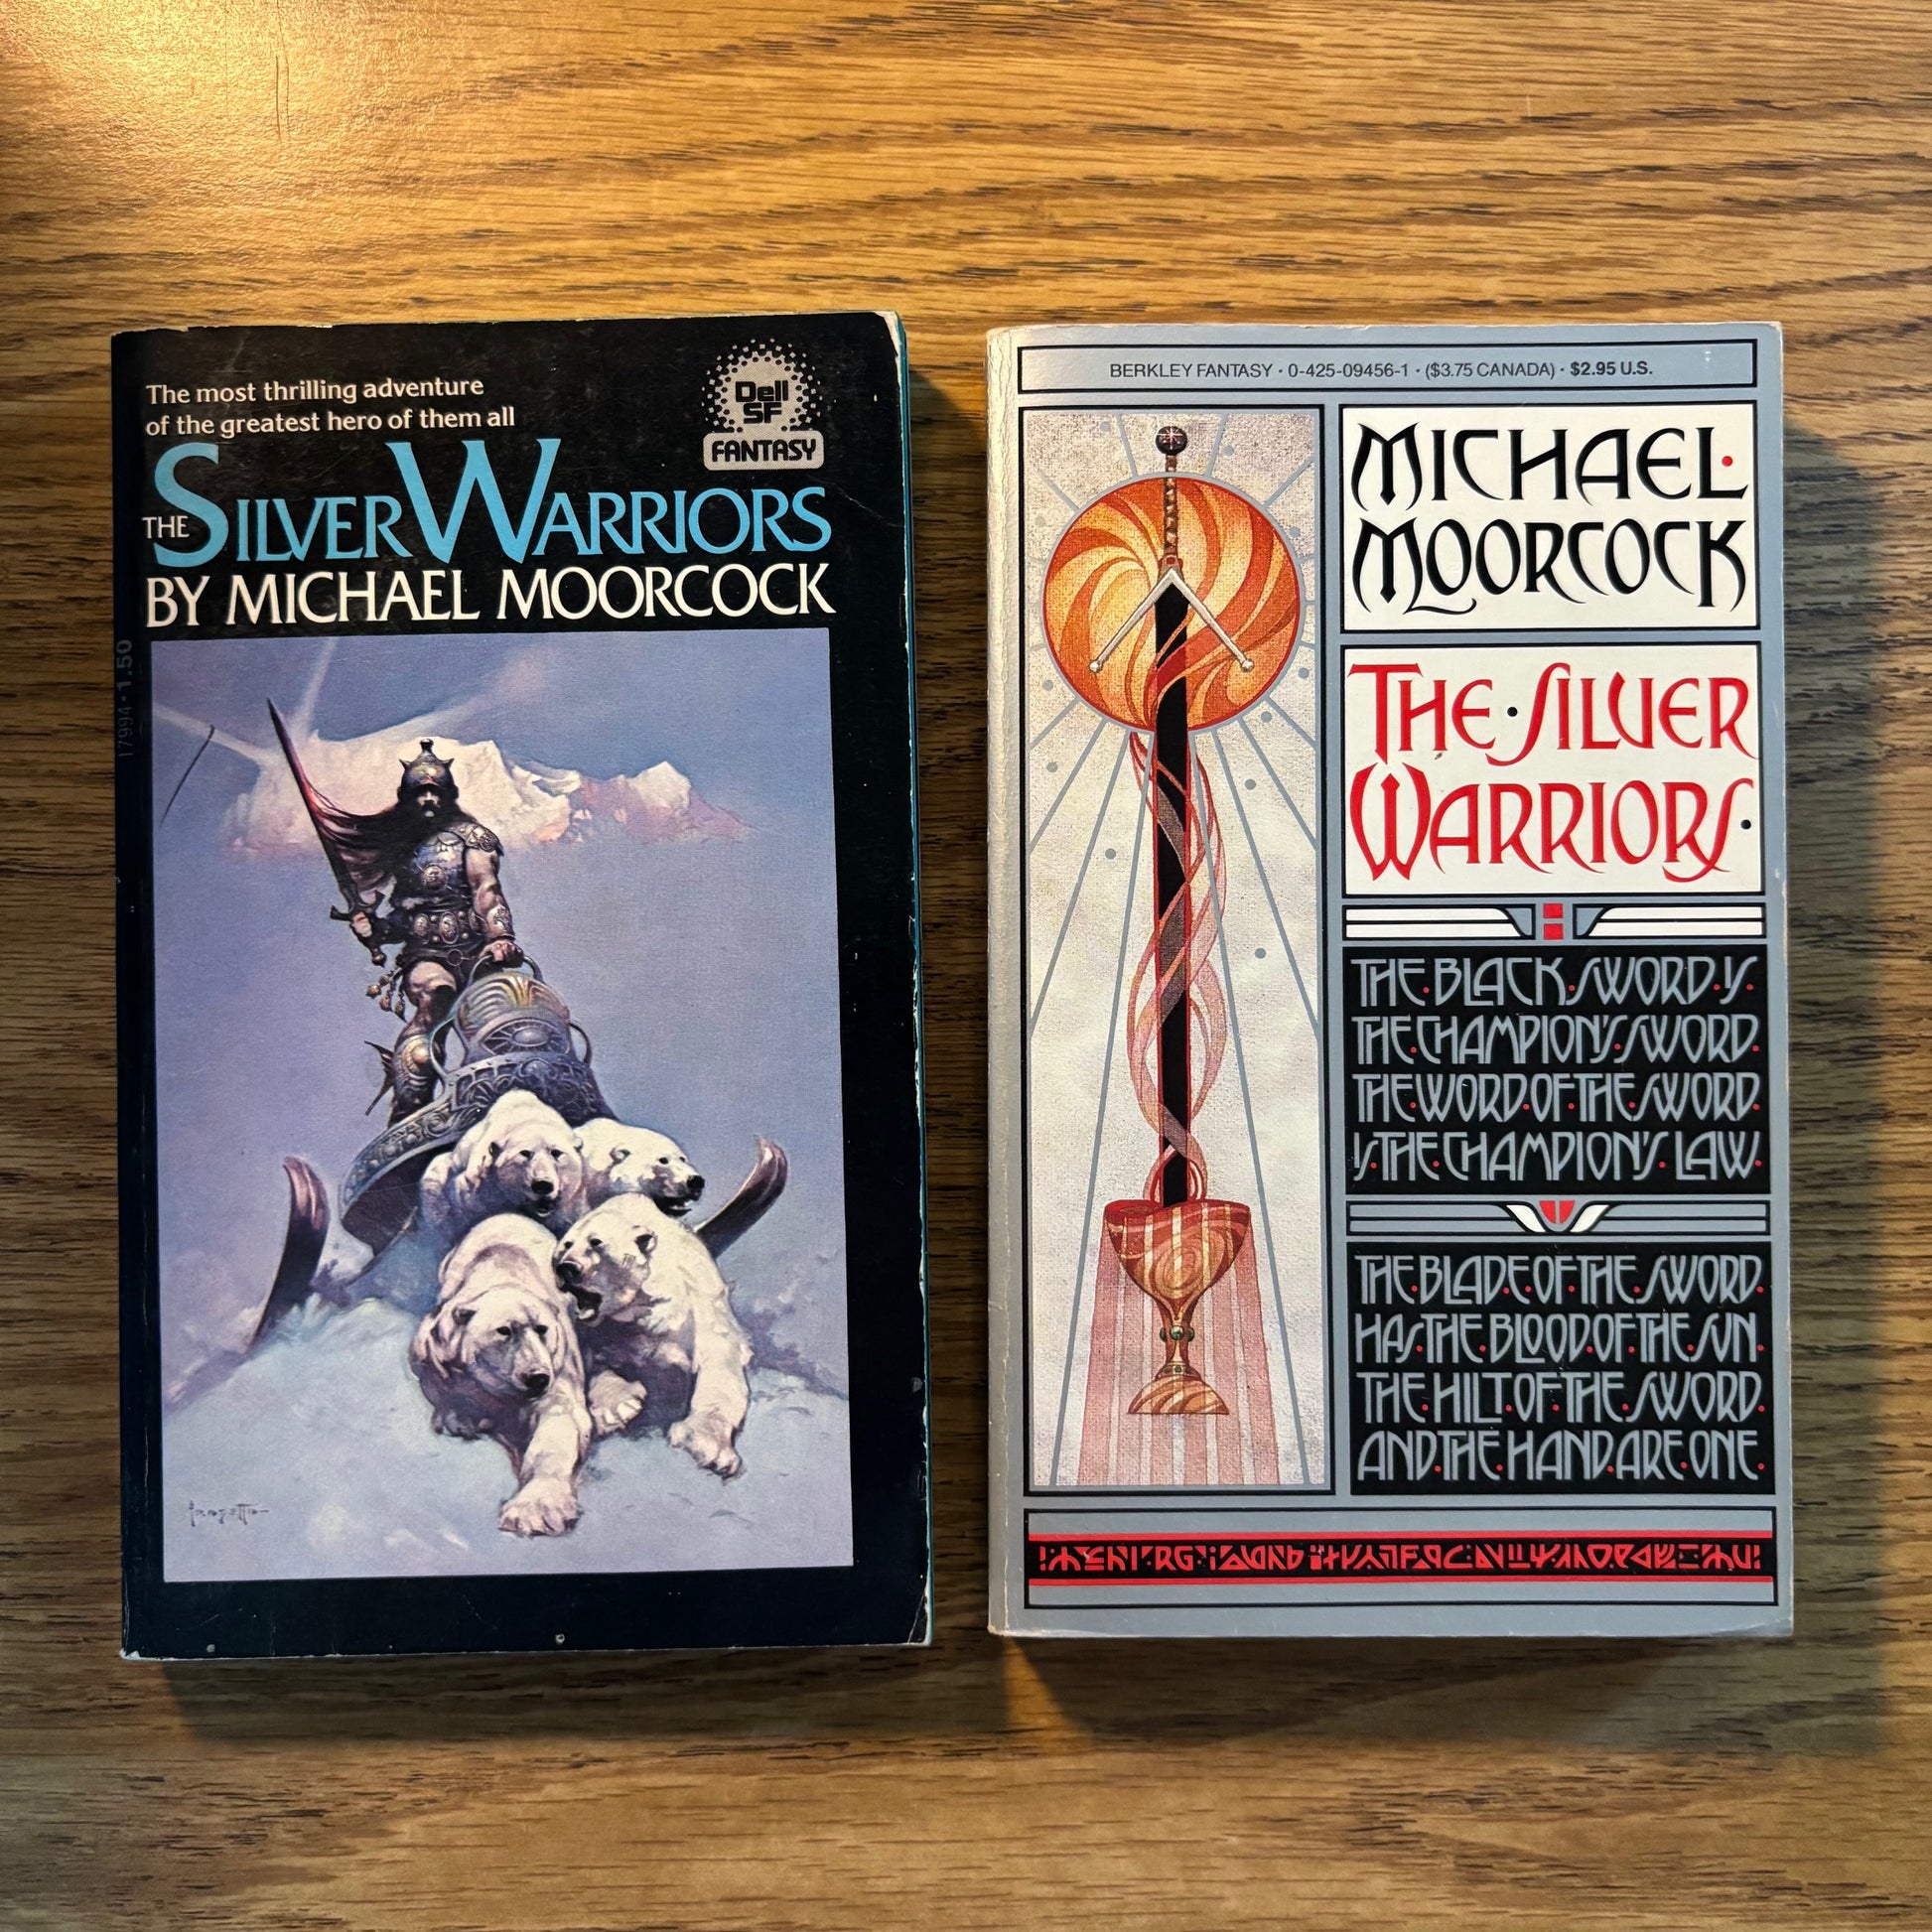 The most thrilling adventure
of the greatest hero of them all
Dell
SF
FANTASY
THE SILVER WARRIORS
BY MICHAEL MOORCOCK
17994 · 1.50
Frazetta
BERKLEY FANTASY · 0-425-09456-1 · ($3.75 CANADA) · $2.95 U.S.
MICHAEL·
MOORCOCK
THE·SILVER
WARRIORS·
THE·BLACK·SWORD·IS·
THE·CHAMPION'S·SWORD·
THE·WORD·OF·THE·SWORD·
IS·THE·CHAMPION'S·LAW·
THE·BLADE·OF·THE·SWORD·
HAS·THE·BLOOD·OF·THE·SUN·
THE·HILT·OF·THE·SWORD·
AND·THE·HAND·ARE·ONE·